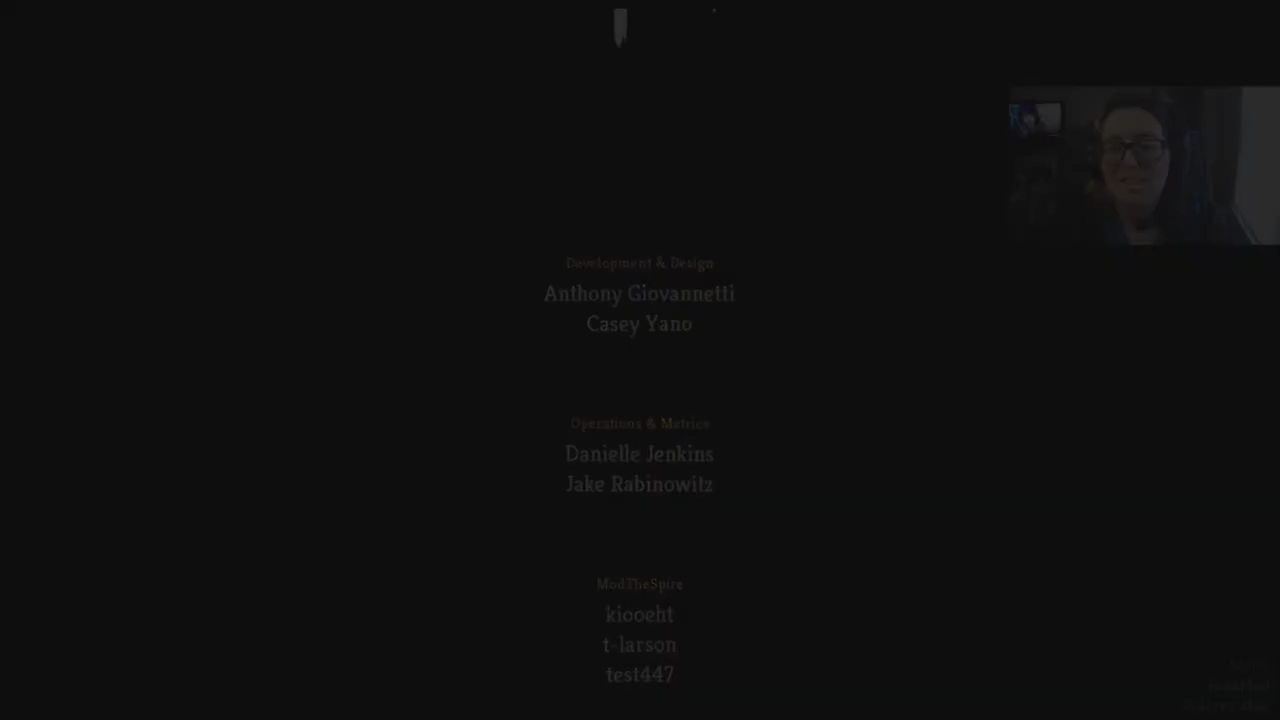 Development & Design
Anthony Giovannetti
Casey Yano
Operations & Metrics
Danielle Jenkins
Jake Rabinowitz
ModTheSpire
kiooeht
t-larson
test447